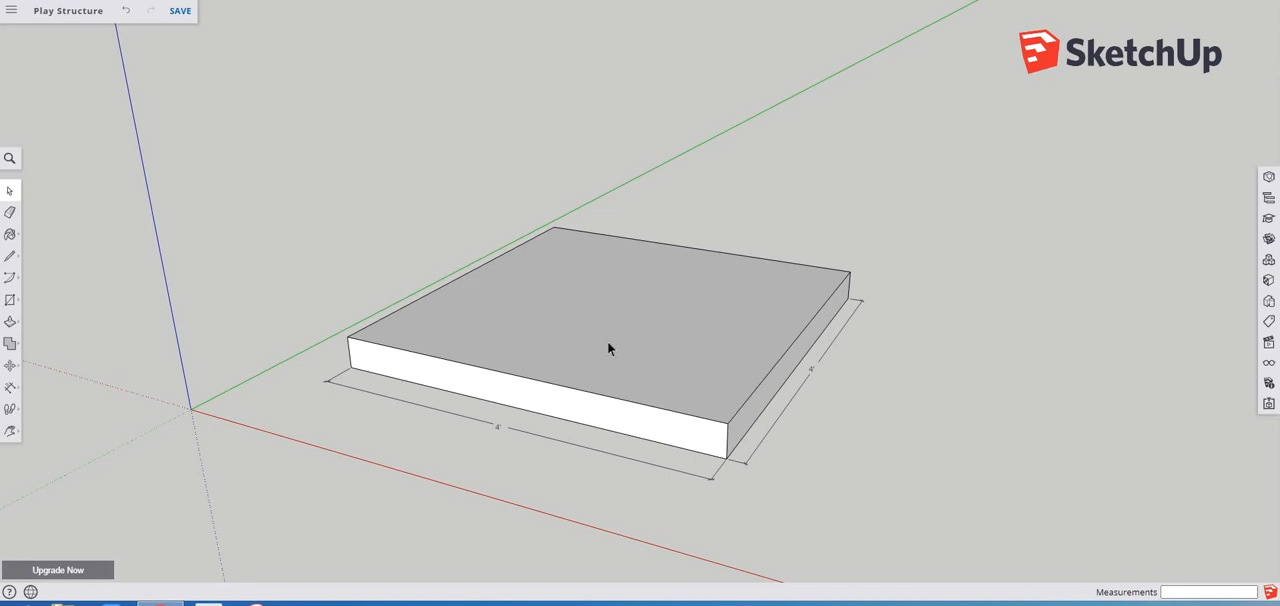 Play Structure SAVE
SketchUp
4'
4'
Upgrade Now
? Measurements